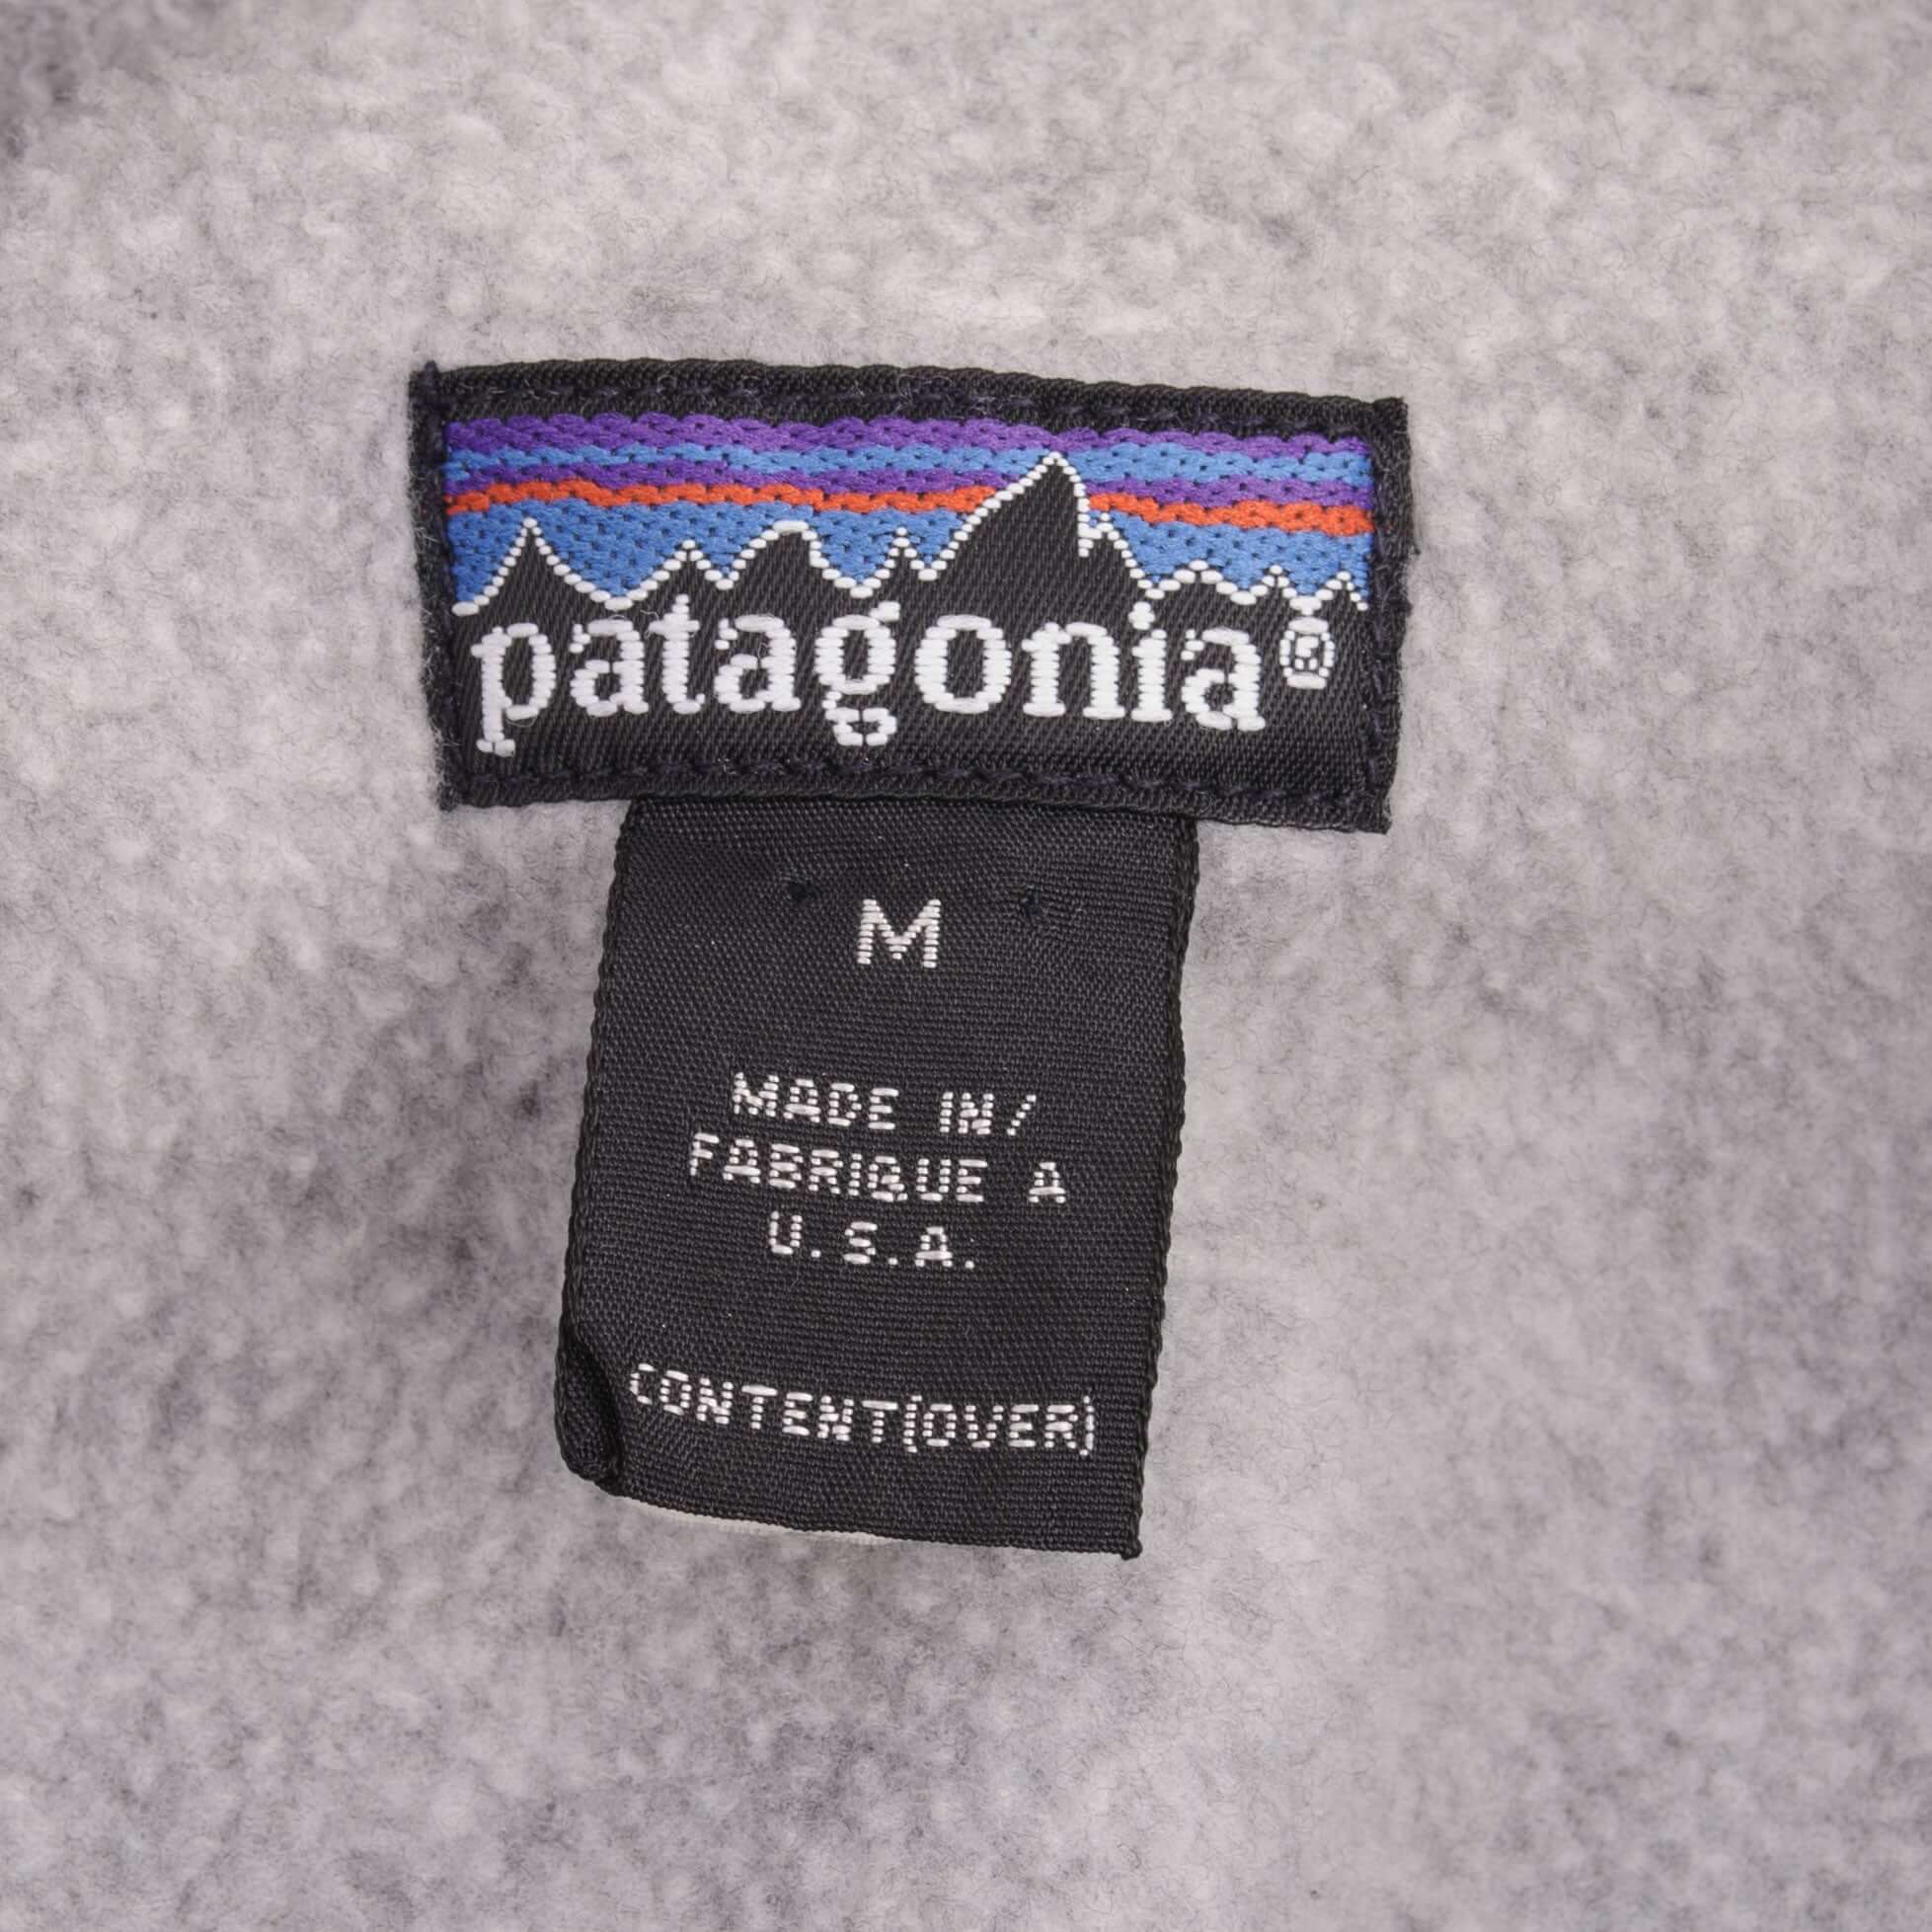 patagonia®
M
MADE IN/
FABRIQUE A
U.S.A.
CONTENT(OVER)